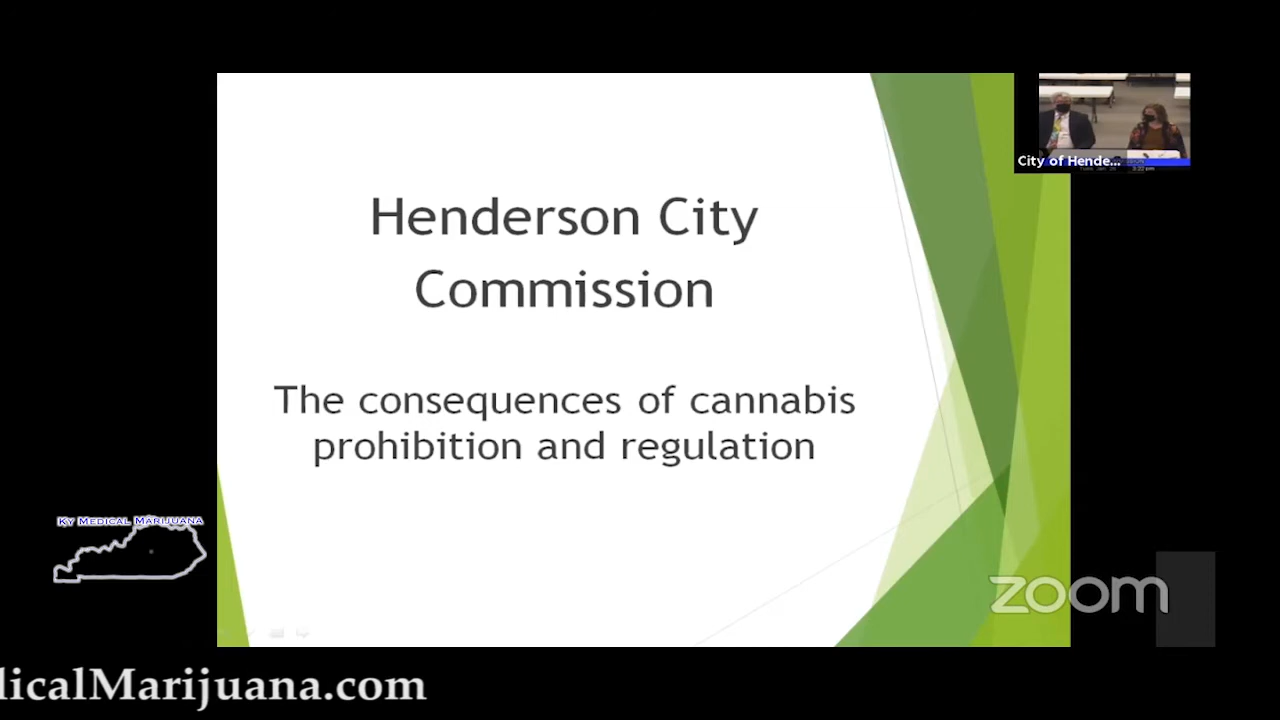 Henderson City
Commission
The consequences of cannabis
prohibition and regulation
City of Hende...
KY MEDICAL MARIJUANA
zoom
licalMarijuana.com